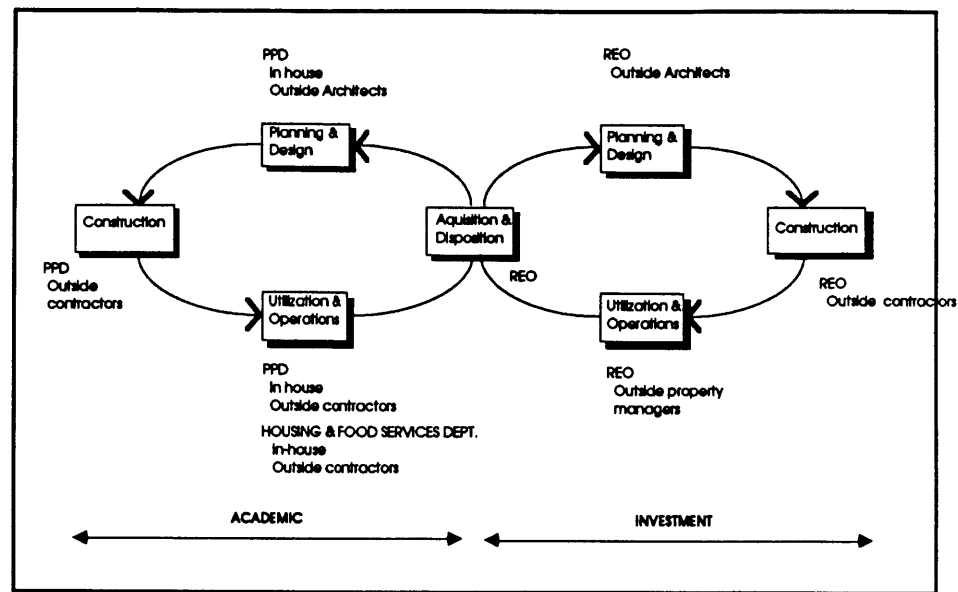 PPD
In house
Outside Architects
REO
Outside Architects
Planning &
Design
Planning &
Design
Construction
Aquisition &
Disposition
Construction
PPD
Outside
contractors
REO
REO
Outside contractors
Utilization &
Operations
Utilization &
Operations
PPD
In house
Outside contractors
HOUSING & FOOD SERVICES DEPT.
In-house
Outside contractors
REO
Outside property
managers
ACADEMIC
INVESTMENT